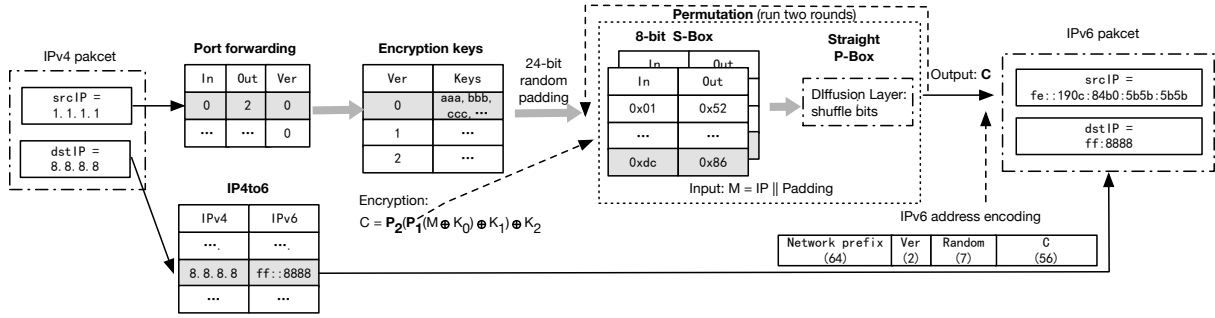 IPv4 pakcet
srcIP =
1.1.1.1
dstIP =
8.8.8.8
Port forwarding
In Out Ver
0 2 0
... ...
0
IP4to6
IPv4 IPv6
....
8.8.8.8 ff::8888
... ...
Encryption keys
Ver Keys
0 aaa, bbb,
ccc, ...
1 ...
2 ...
24-bit
random
padding
Encryption:
C = P2(P1(M ⊕ K0) ⊕ K1) ⊕ K2
Permutation (run two rounds)
8-bit S-Box
In Out
In Out
0x01 0x52
... ...
0xdc 0x86
Straight
P-Box
DIffusion Layer:
shuffle bits
Input: M = IP || Padding
Output: C
IPv6 pakcet
srcIP =
fe::190c:84b0:5b5b:5b5b
dstIP =
ff:8888
IPv6 address encoding
Network prefix Ver Random C
(64) (2) (7) (56)